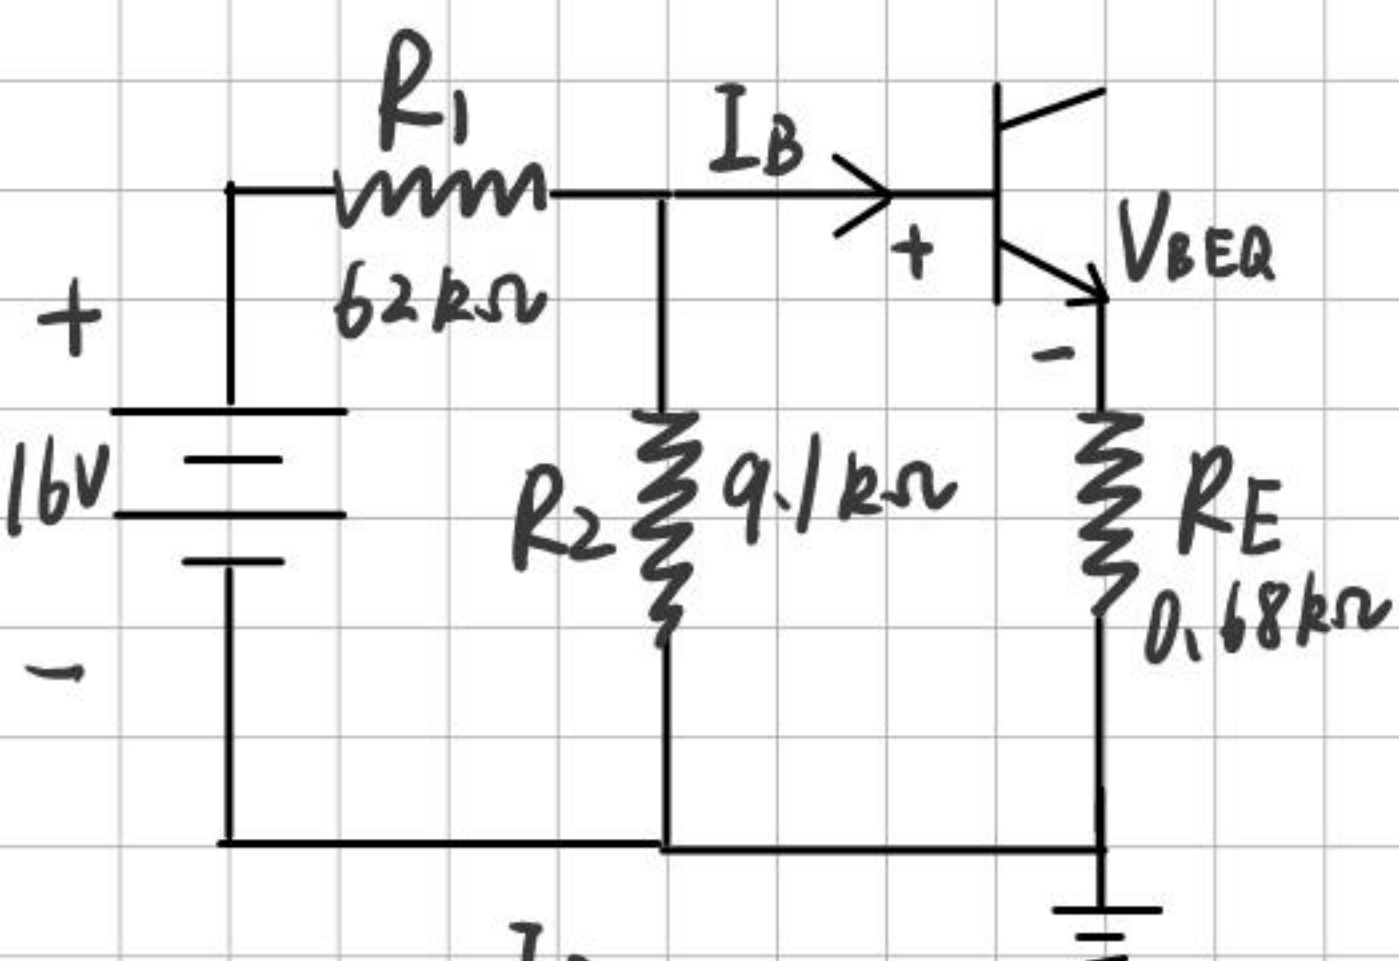 R1
62kΩ
IB
+
VBEQ
-
+
16V
-
R2
9.1kΩ
RE
0.68kΩ